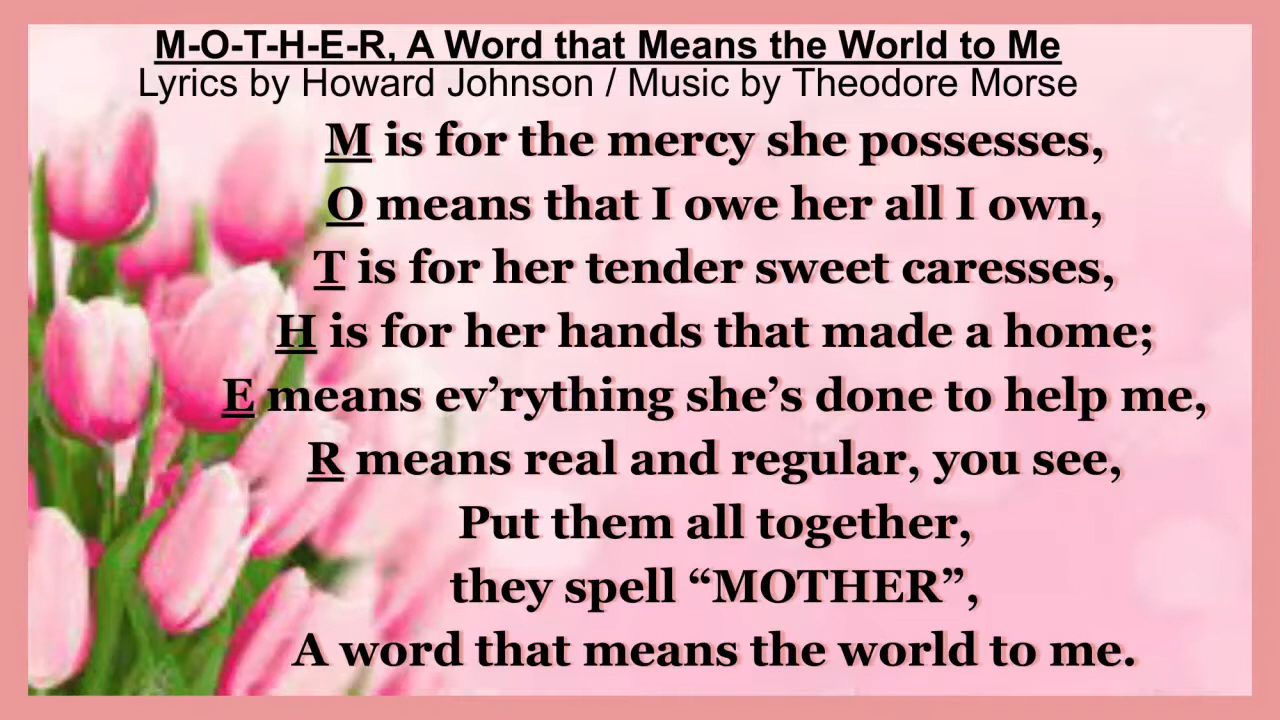 M-O-T-H-E-R, A Word that Means the World to Me
Lyrics by Howard Johnson / Music by Theodore Morse
M is for the mercy she possesses,
O means that I owe her all I own,
T is for her tender sweet caresses,
H is for her hands that made a home;
E means ev’rything she’s done to help me,
R means real and regular, you see,
Put them all together,
they spell “MOTHER”,
A word that means the world to me.